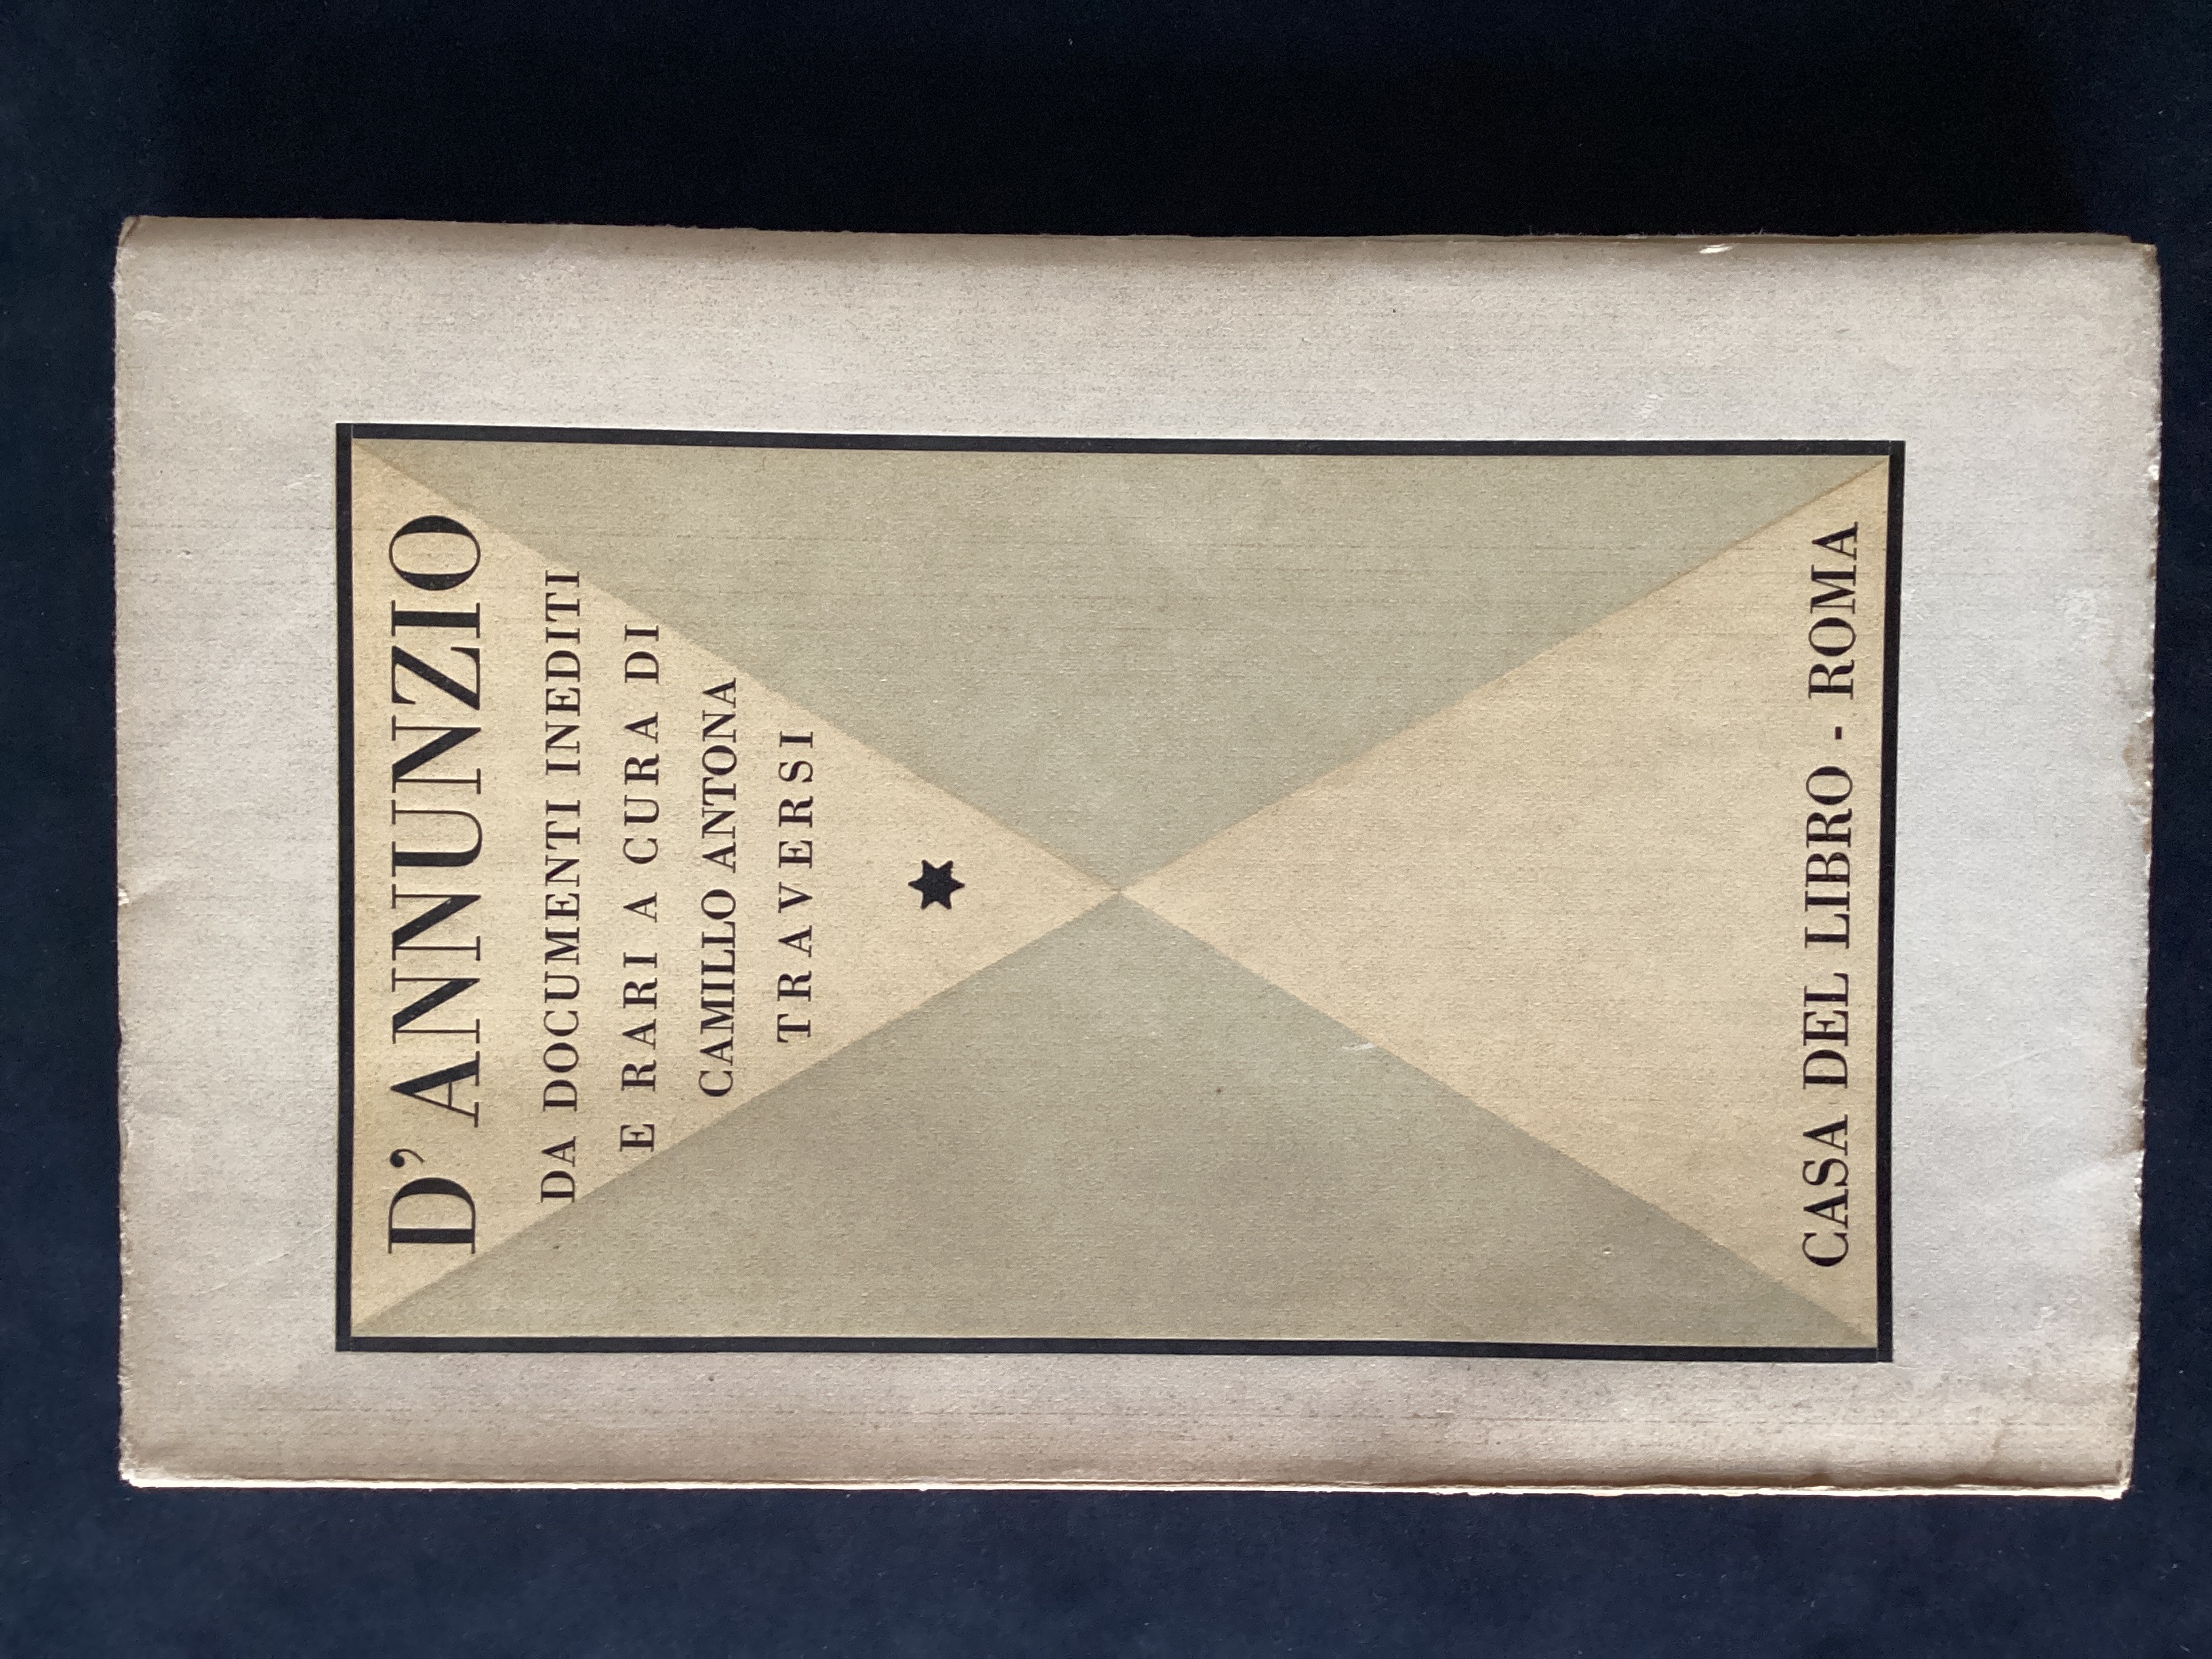 D'ANNUNZIO
DA DOCUMENTI INEDITI
E RARI A CURA DI
CAMILLO ANTONA
TRAVERSI
CASA DEL LIBRO - ROMA